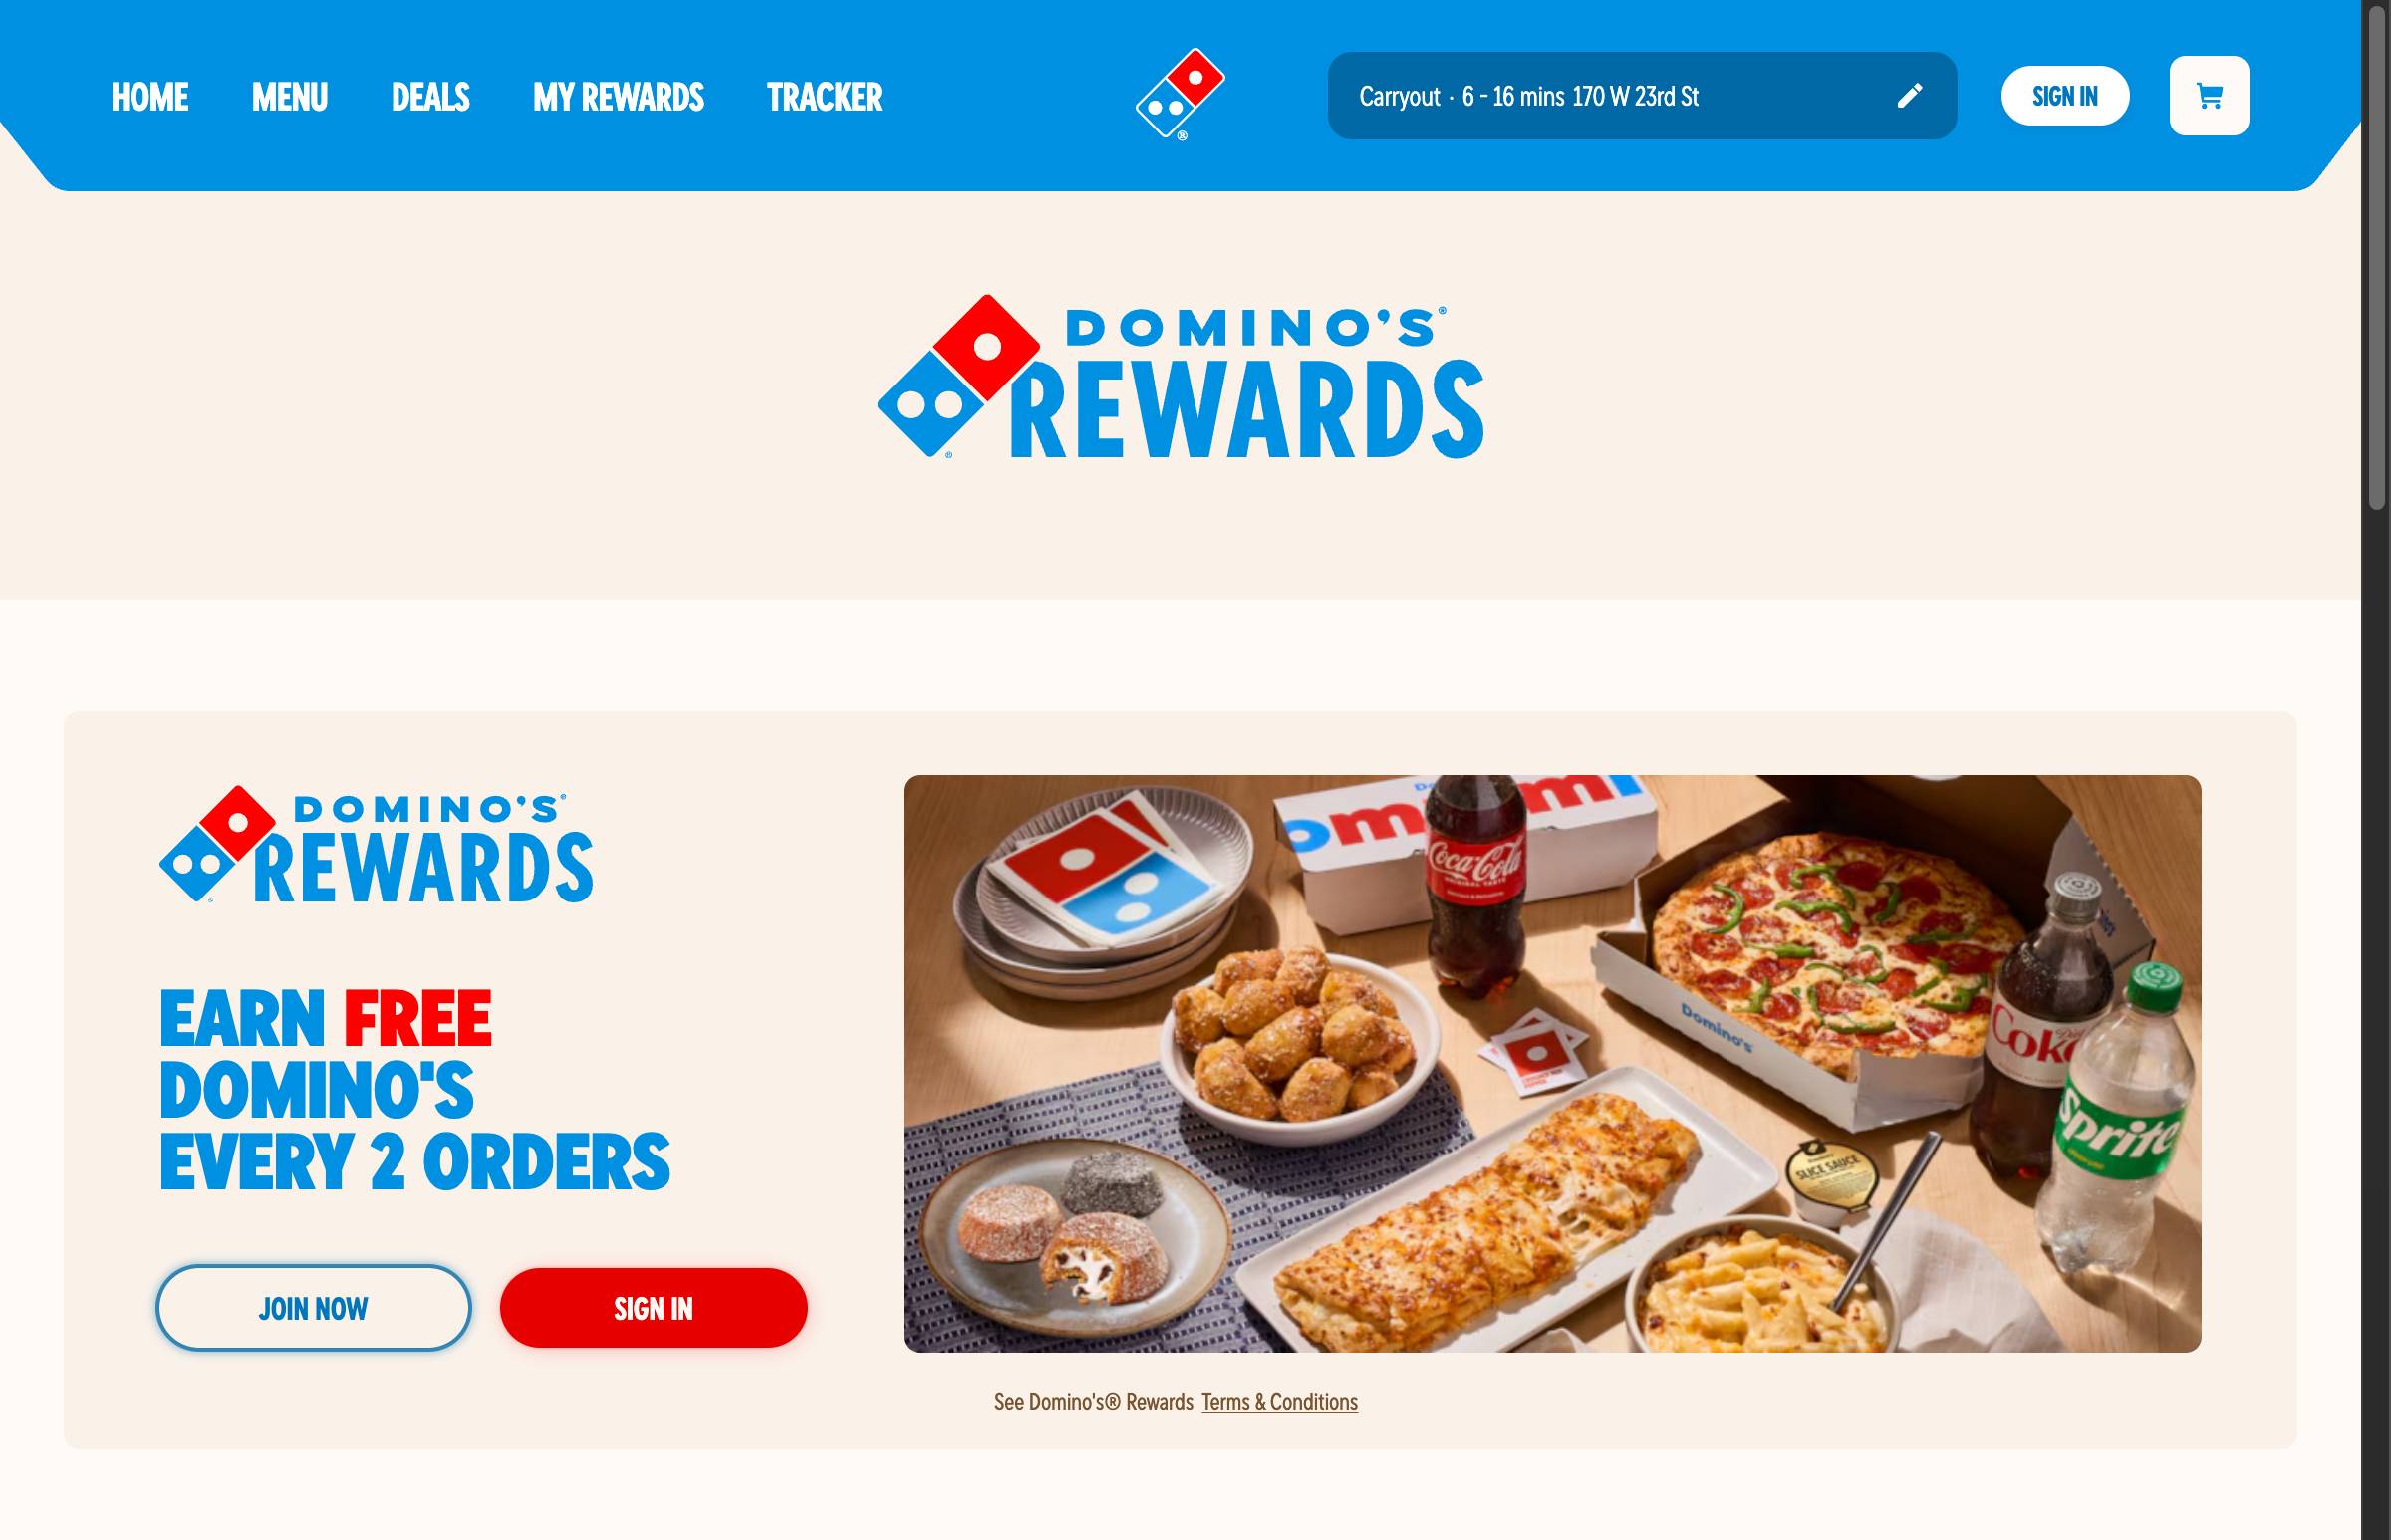 HOME MENU DEALS MY REWARDS TRACKER
®
Carryout · 6 - 16 mins 170 W 23rd St
SIGN IN
DOMINO'S®
REWARDS
®
DOMINO'S®
REWARDS
EARN FREE
DOMINO'S
EVERY 2 ORDERS
JOIN NOW
SIGN IN
Coca-Cola
ORIGINAL TASTE
Domino's
Coke
Sprite
SLICE SAUCE
See Domino's® Rewards Terms & Conditions